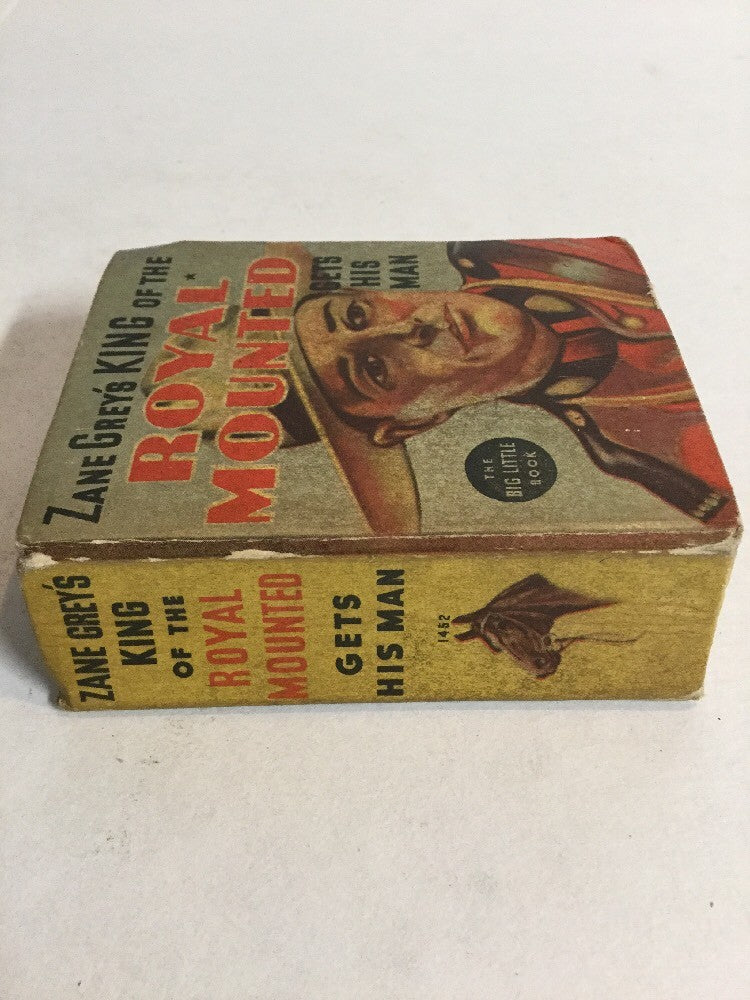 ZANE GREY'S KING OF THE
ROYAL
MOUNTED
GETS
HIS
MAN
THE
BIG LITTLE
BOOK
ZANE GREY'S
KING
OF THE
ROYAL
MOUNTED
GETS
HIS MAN
1452